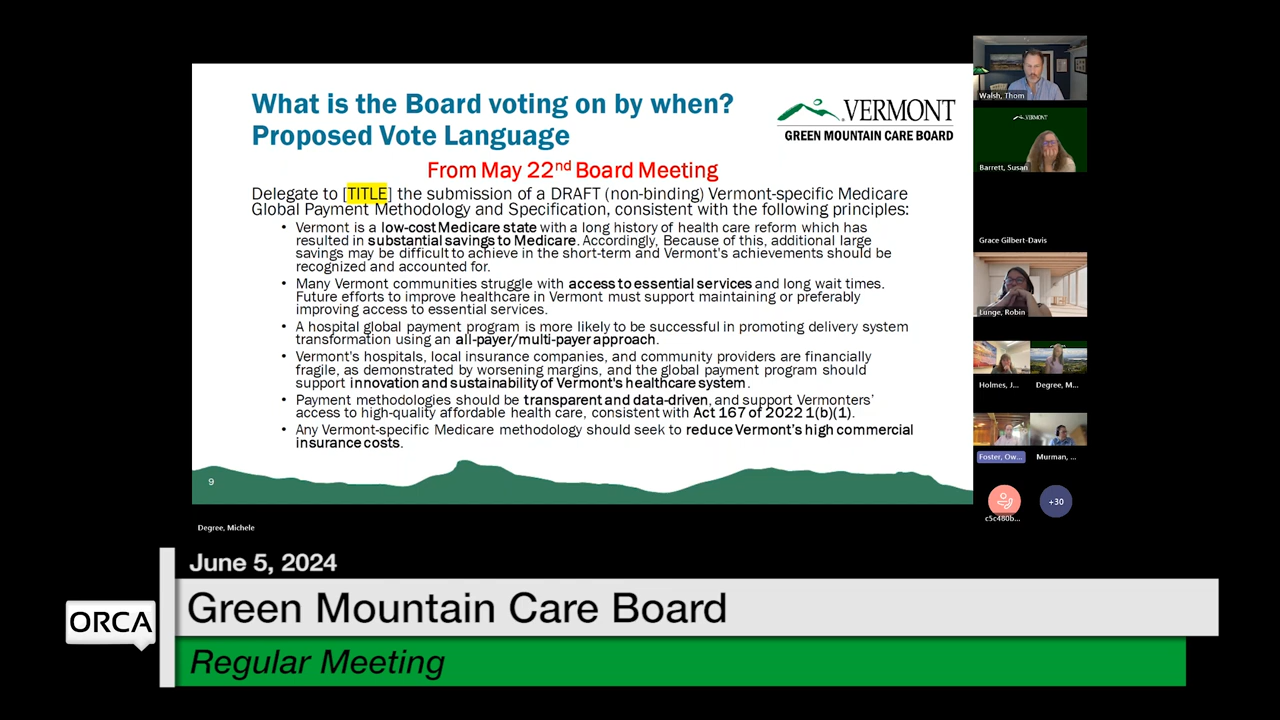 What is the Board voting on by when?
Proposed Vote Language
VERMONT
GREEN MOUNTAIN CARE BOARD
From May 22nd Board Meeting
Delegate to [TITLE] the submission of a DRAFT (non-binding) Vermont-specific Medicare
Global Payment Methodology and Specification, consistent with the following principles:
• Vermont is a low-cost Medicare state with a long history of health care reform which has
resulted in substantial savings to Medicare. Accordingly, Because of this, additional large
savings may be difficult to achieve in the short-term and Vermont's achievements should be
recognized and accounted for.
• Many Vermont communities struggle with access to essential services and long wait times.
Future efforts to improve healthcare in Vermont must support maintaining or preferably
improving access to essential services.
• A hospital global payment program is more likely to be successful in promoting delivery system
transformation using an all-payer/multi-payer approach.
• Vermont's hospitals, local insurance companies, and community providers are financially
fragile, as demonstrated by worsening margins, and the global payment program should
support innovation and sustainability of Vermont's healthcare system.
• Payment methodologies should be transparent and data-driven, and support Vermonters'
access to high-quality affordable health care, consistent with Act 167 of 2022 1(b)(1).
• Any Vermont-specific Medicare methodology should seek to reduce Vermont's high commercial
insurance costs.
9
Walsh, Thom
VERMONT
Barrett, Susan
Grace Gilbert-Davis
Lunge, Robin
Holmes, J...
Degree, M...
Foster, Ow...
Murman, ...
c5c480b...
+30
Degree, Michele
June 5, 2024
ORCA
Green Mountain Care Board
Regular Meeting